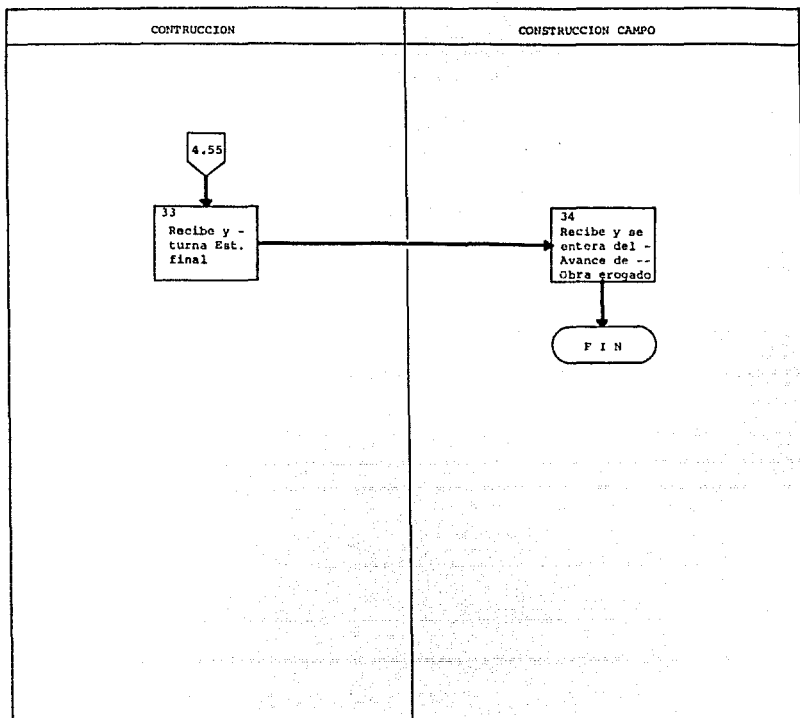 CONTRUCCION
CONSTRUCCION CAMPO
4.55
33
Recibe y -
turna Est.
final
34
Recibe y se
entera del -
Avance de --
Obra erogado
F I N